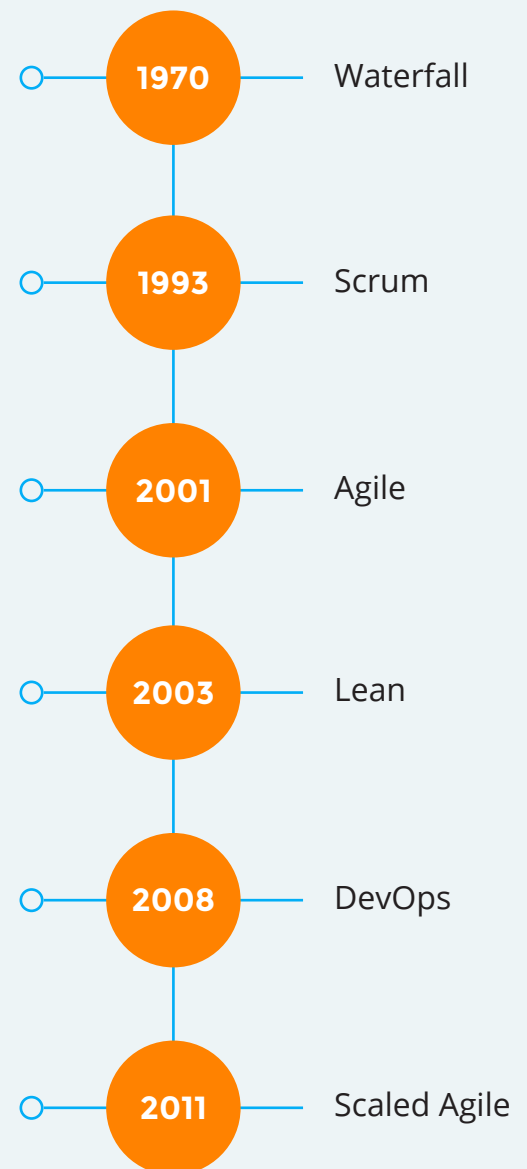 1970 Waterfall
1993 Scrum
2001 Agile
2003 Lean
2008 DevOps
2011 Scaled Agile